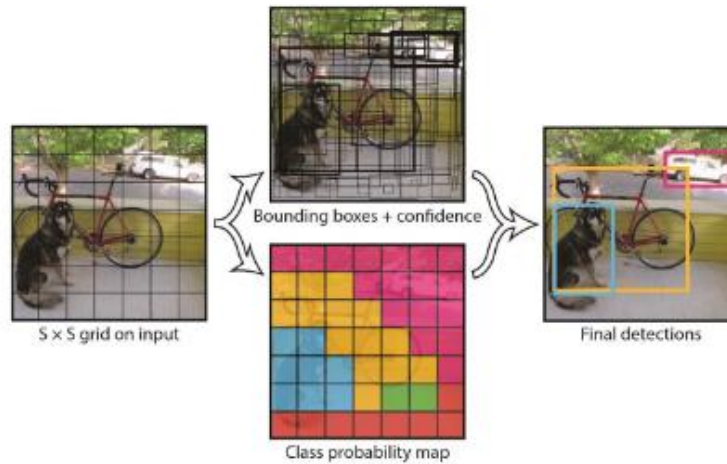 Bounding boxes + confidence
S × S grid on input
Final detections
Class probability map